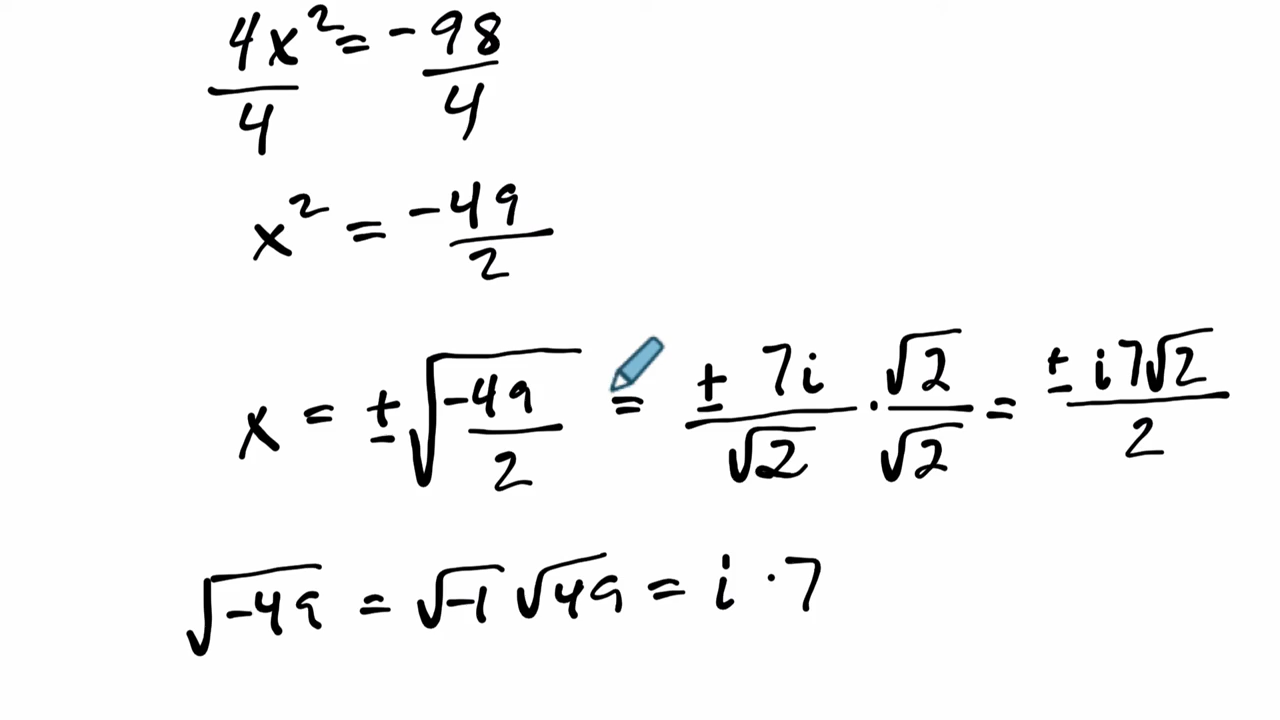 4x²/4 = -98/4
x² = -49/2
x = ±√(-49/2) = ±7i/√2 · √2/√2 = ±i7√2/2
√-49 = √-1 √49 = i · 7